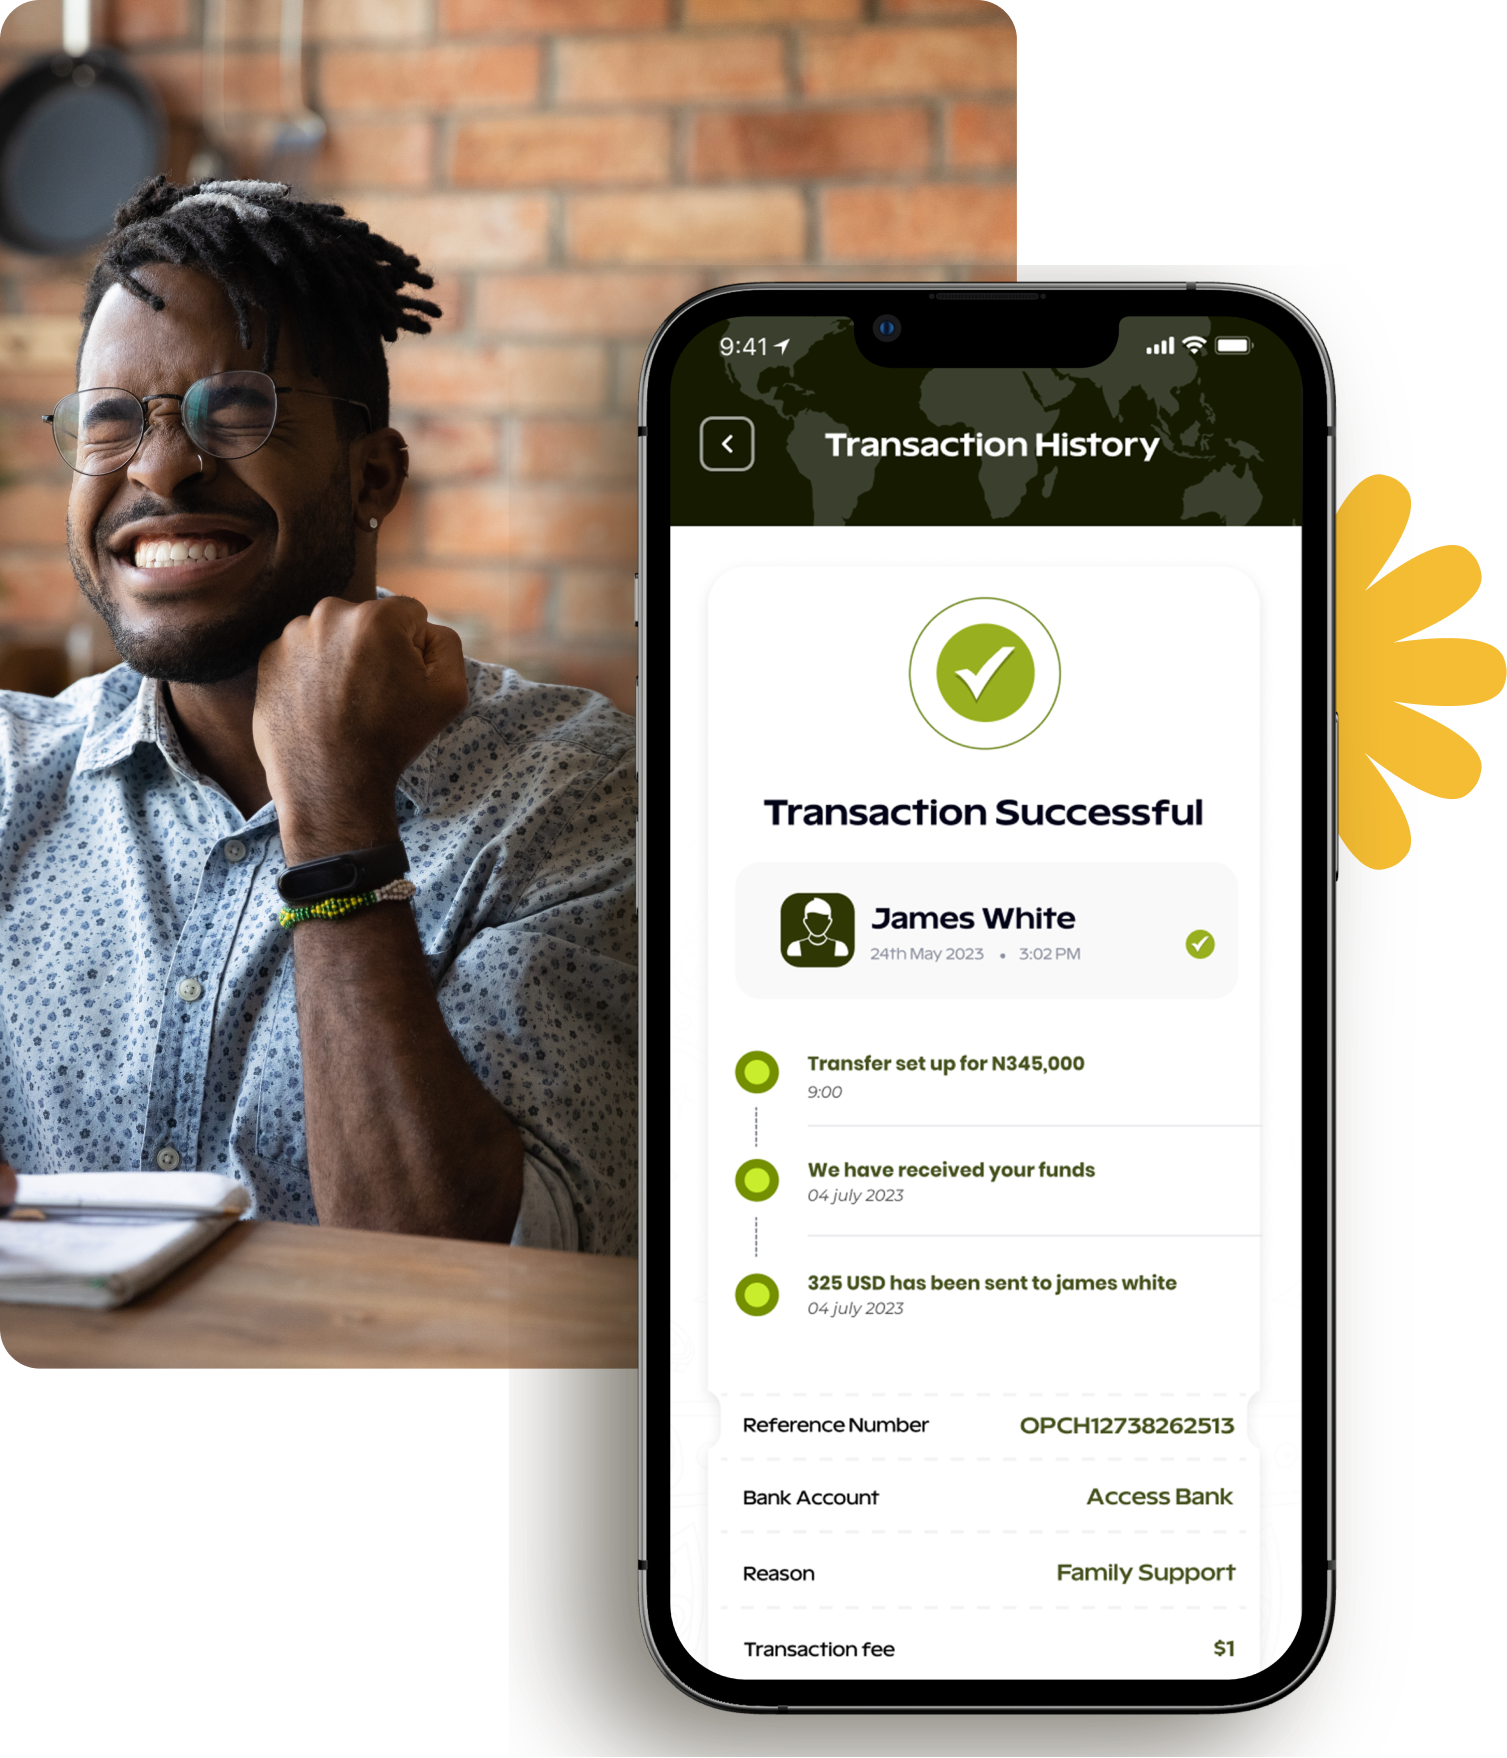 9:41
Transaction History
Transaction Successful
James White
24th May 2023 • 3:02 PM
Transfer set up for N345,000
9:00
We have received your funds
04 july 2023
325 USD has been sent to james white
04 july 2023
Reference Number OPCH12738262513
Bank Account Access Bank
Reason Family Support
Transaction fee $1